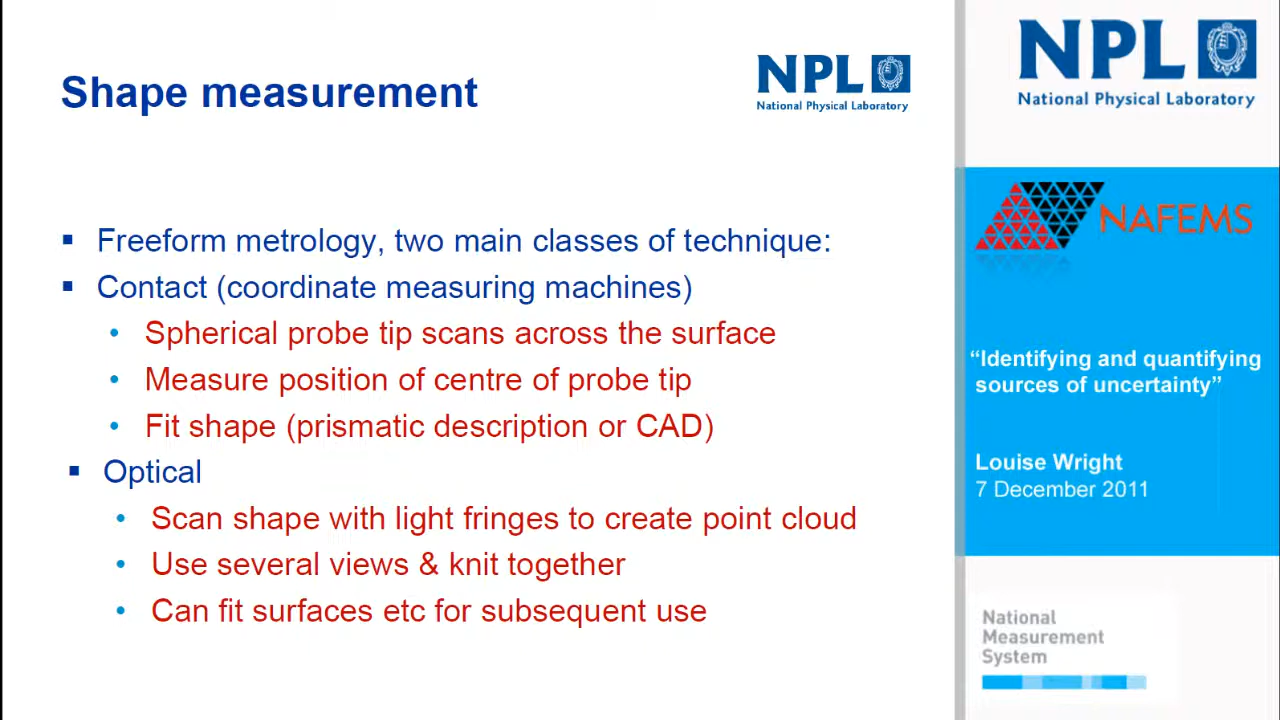 Shape measurement
NPL
National Physical Laboratory
Freeform metrology, two main classes of technique:
Contact (coordinate measuring machines)
Spherical probe tip scans across the surface
Measure position of centre of probe tip
Fit shape (prismatic description or CAD)
Optical
Scan shape with light fringes to create point cloud
Use several views & knit together
Can fit surfaces etc for subsequent use
NPL
National Physical Laboratory
NAFEMS
“Identifying and quantifying
sources of uncertainty”
Louise Wright
7 December 2011
National
Measurement
System